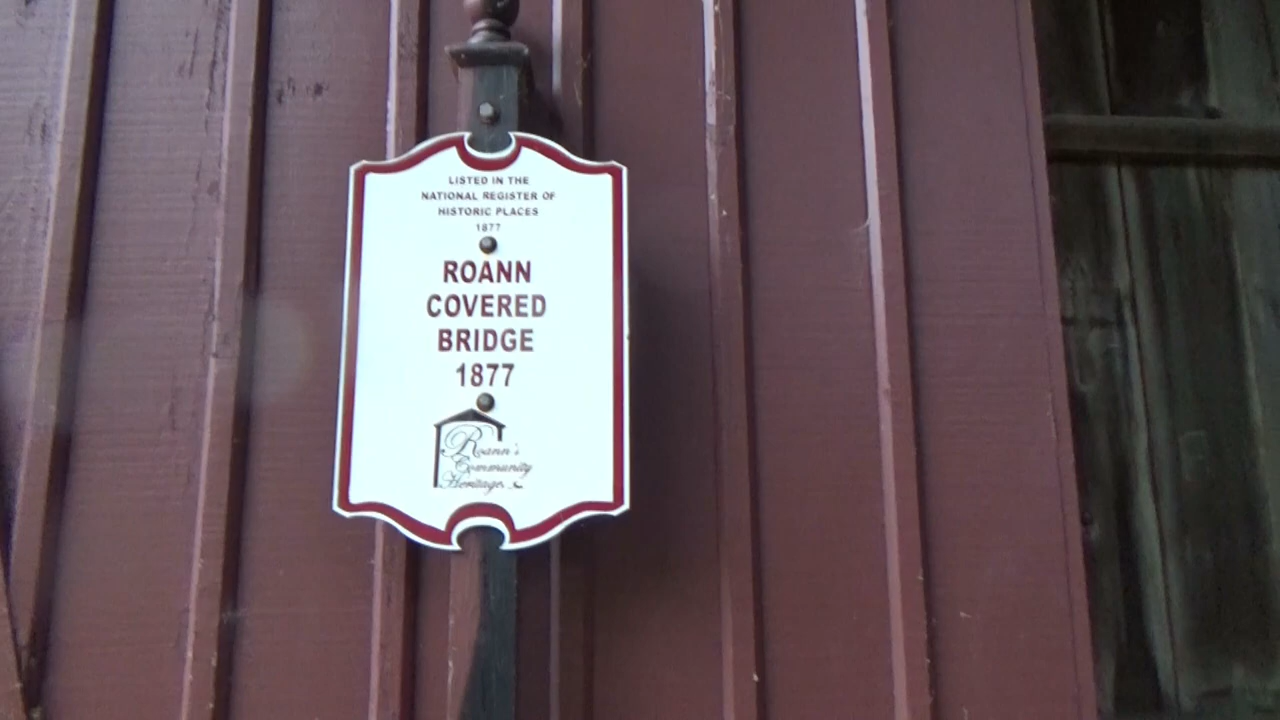 LISTED IN THE
NATIONAL REGISTER OF
HISTORIC PLACES
1877
ROANN
COVERED
BRIDGE
1877
Roann's
Community
Heritage